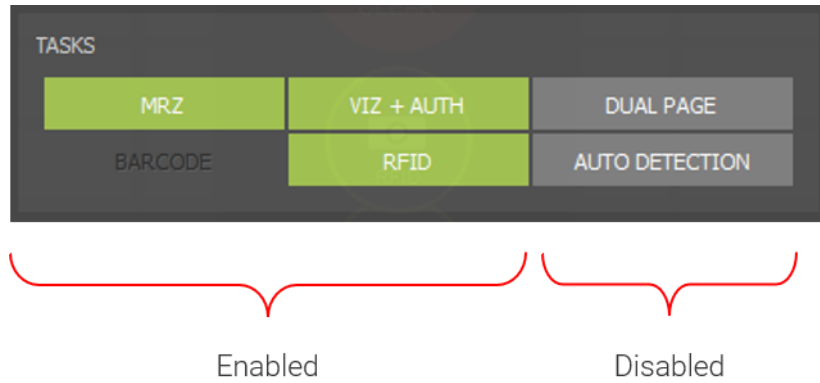 TASKS
MRZ VIZ + AUTH DUAL PAGE
BARCODE RFID AUTO DETECTION
Enabled Disabled